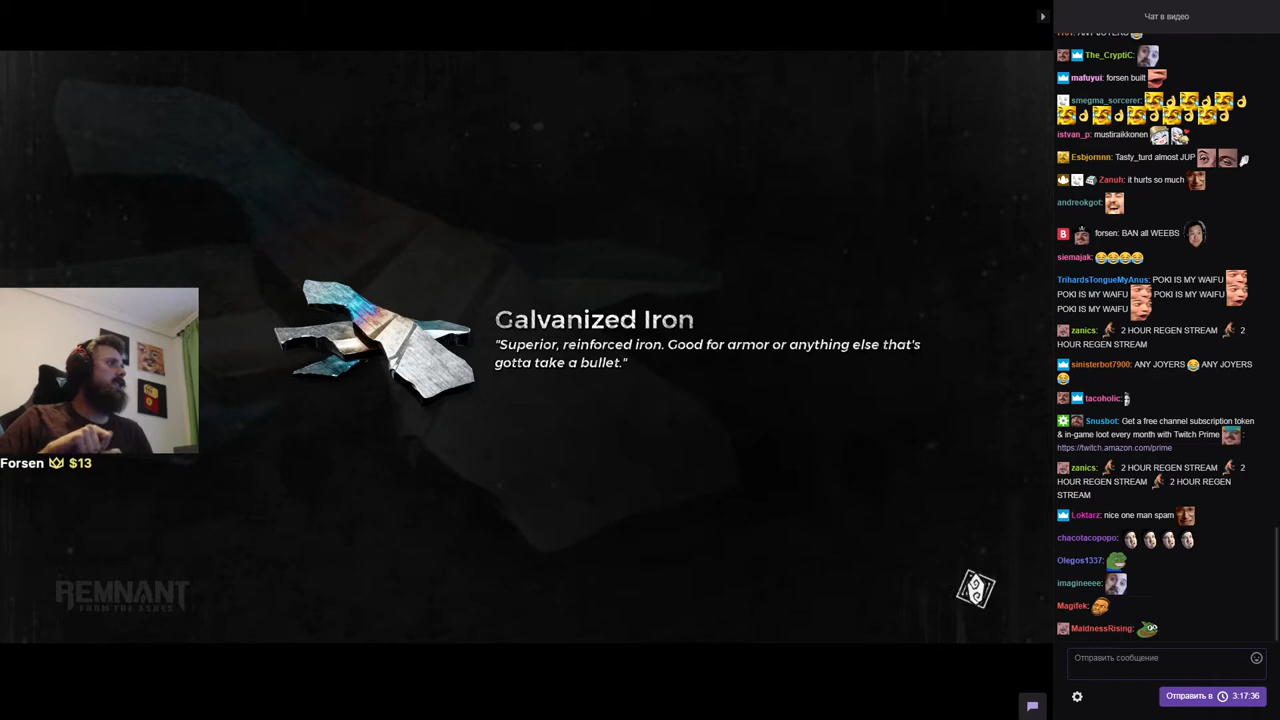 Чат в видео
The_CryptiC:
mafuyui: forsen built
smegma_sorcerer:
istvan_p: mustiraikkonen
Esbjornnn: Tasty_turd almost JUP
Zanuh: it hurts so much
andreokgot:
forsen: BAN all WEEBS
siemajak:
TrihardsTongueMyAnus: POKI IS MY WAIFU
POKI IS MY WAIFU POKI IS MY WAIFU
POKI IS MY WAIFU
zanics: 2 HOUR REGEN STREAM 2
HOUR REGEN STREAM
sinisterbot7900: ANY JOYERS ANY JOYERS
tacoholic:
Snusbot: Get a free channel subscription token
& in-game loot every month with Twitch Prime :
https://twitch.amazon.com/prime
zanics: 2 HOUR REGEN STREAM 2
HOUR REGEN STREAM 2 HOUR REGEN
STREAM
Loktarz: nice one man spam
chacotacopopo:
Olegos1337:
imagineeee:
Magifek:
MaldnessRising:
Отправить сообщение
Отправить в 3:17:36
Galvanized Iron
"Superior, reinforced iron. Good for armor or anything else that's
gotta take a bullet."
Forsen $13
REMNANT
FROM THE ASHES